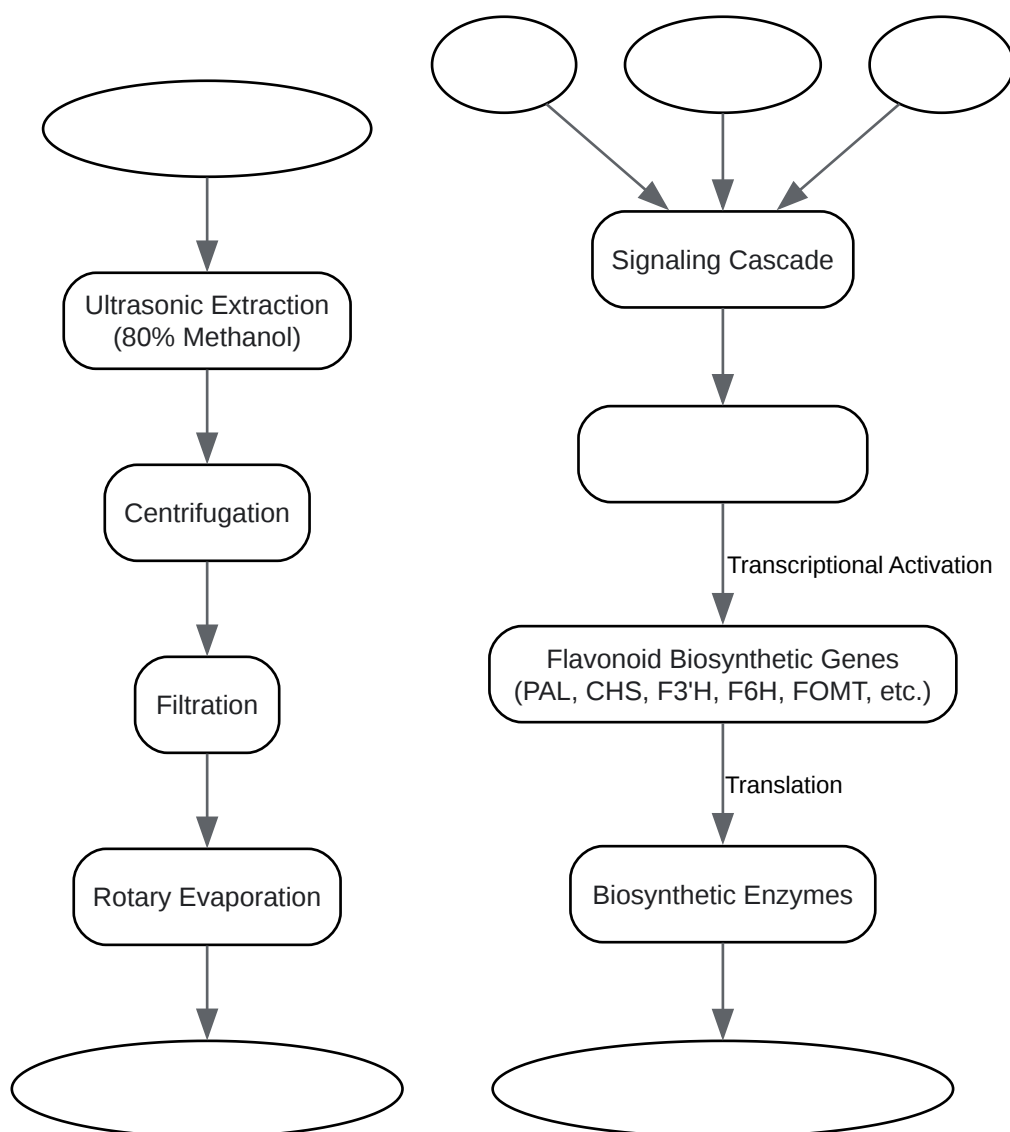 Ultrasonic Extraction
(80% Methanol)
Centrifugation
Filtration
Rotary Evaporation
Signaling Cascade
Transcriptional Activation
Flavonoid Biosynthetic Genes
(PAL, CHS, F3'H, F6H, FOMT, etc.)
Translation
Biosynthetic Enzymes